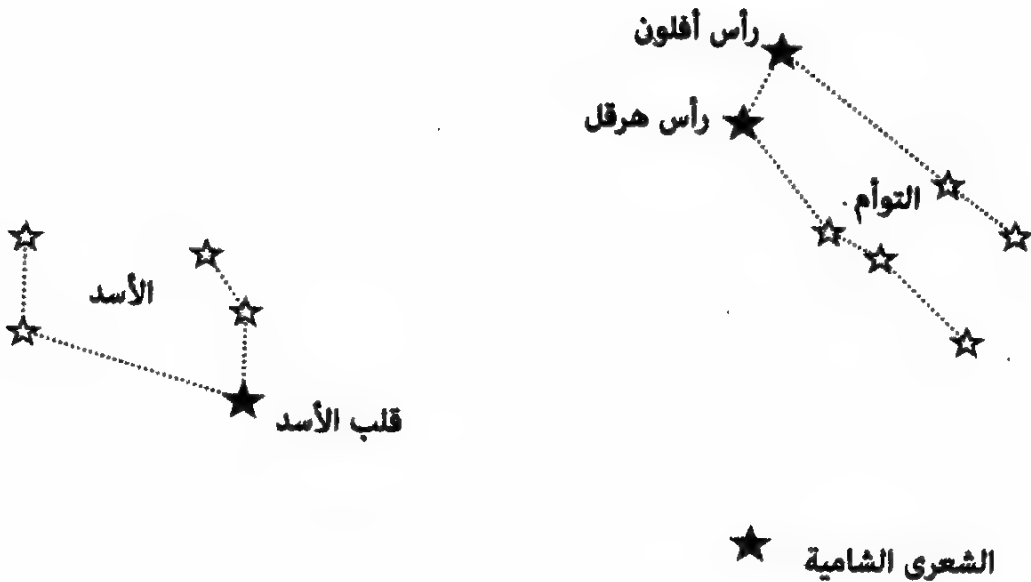 رأس أفلون
رأس هرقل
التوأم
الأسد
قلب الأسد
الشعرى الشامية